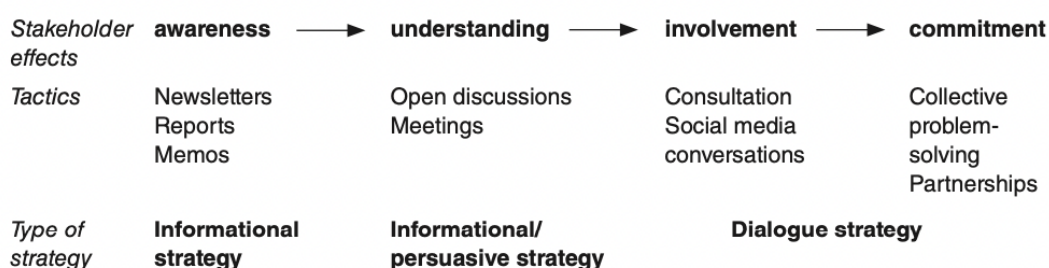 Stakeholder awareness understanding involvement commitment
effects
Tactics Newsletters Open discussions Consultation Collective
Reports Meetings Social media problem-
Memos conversations solving
Partnerships
Type of Informational Informational/ Dialogue strategy
strategy strategy persuasive strategy